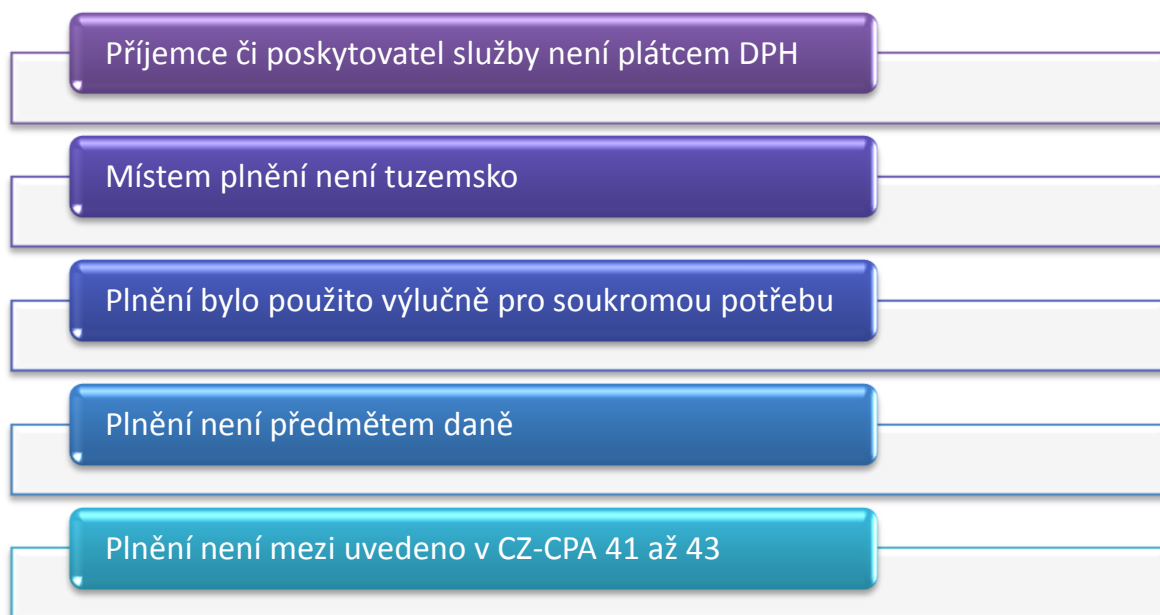 Příjemce či poskytovatel služby není plátcem DPH
Místem plnění není tuzemsko
Plnění bylo použito výlučně pro soukromou potřebu
Plnění není předmětem daně
Plnění není mezi uvedeno v CZ-CPA 41 až 43